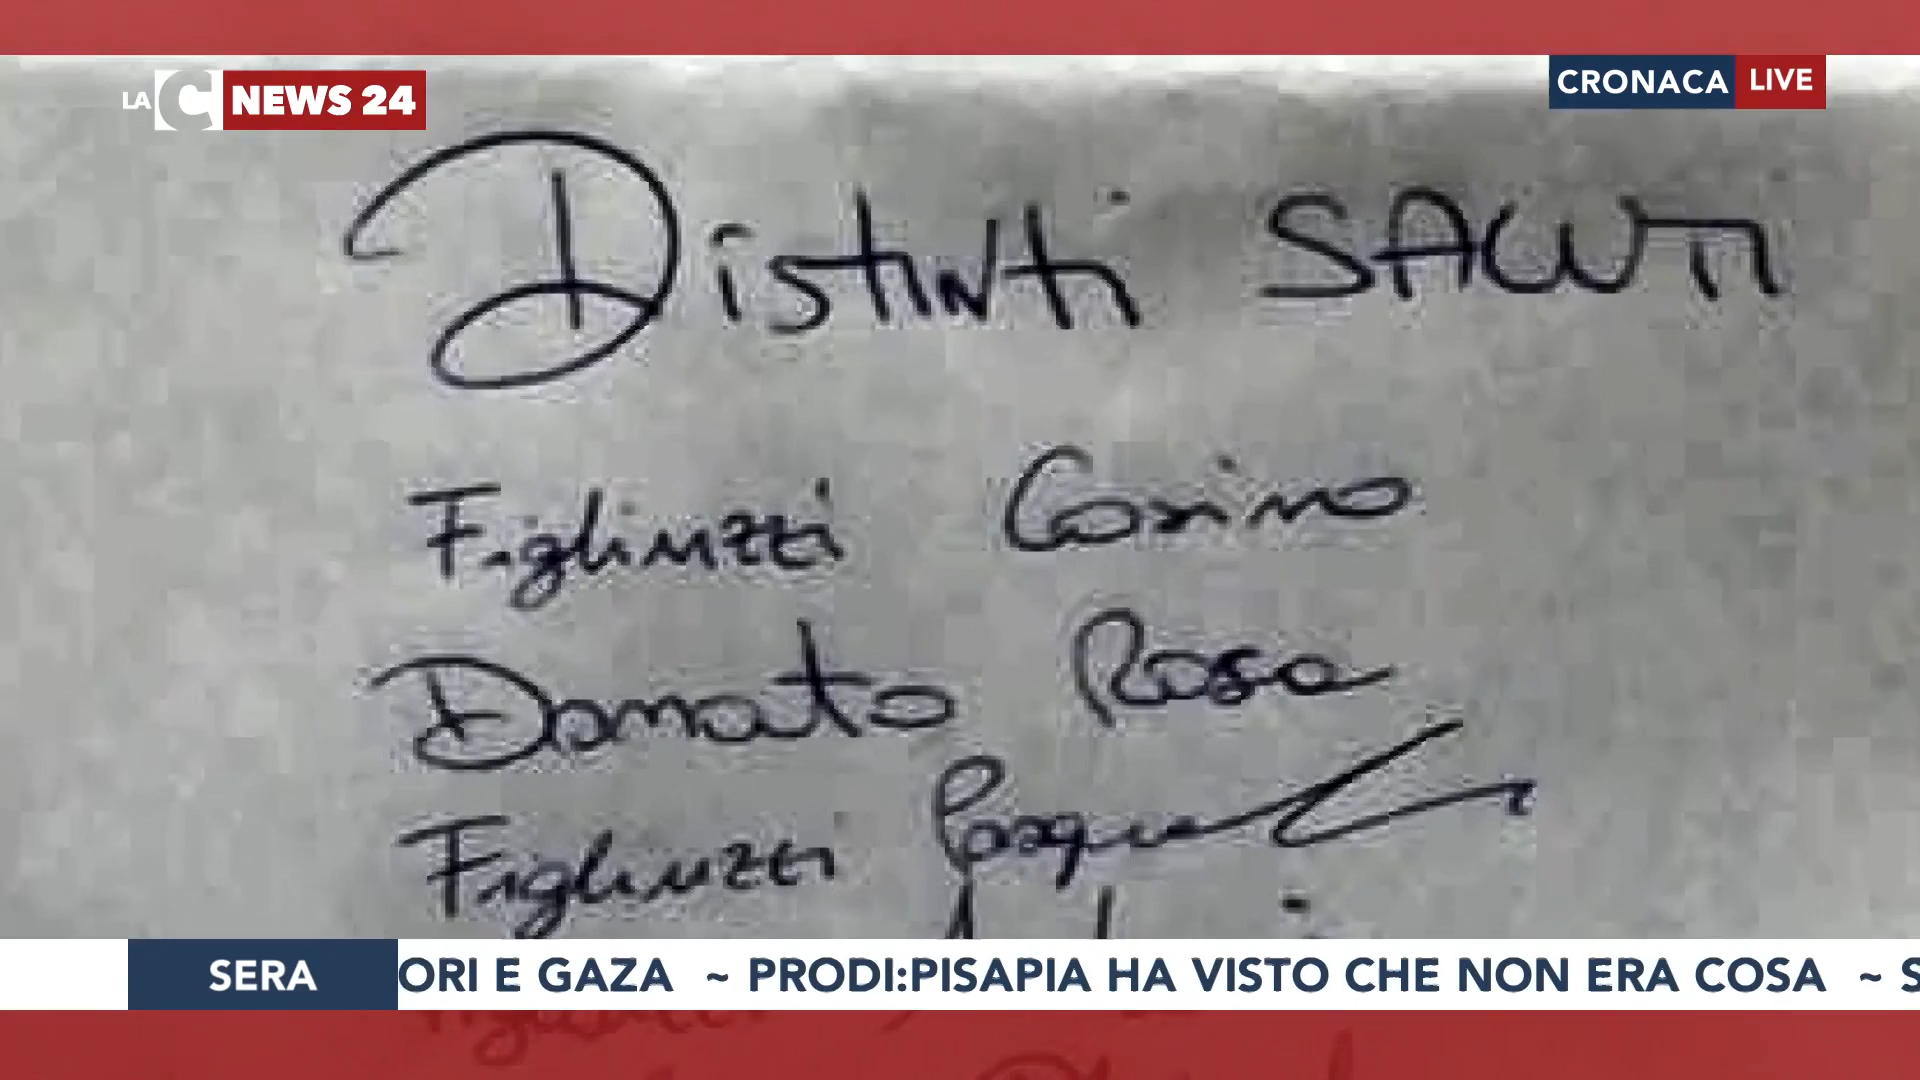 LA C NEWS 24
CRONACA LIVE
Distinti SALUTI
Figliuzzi Cosimo
Donato Rosa
Figliuzzi
SERA
ORI E GAZA ~ PRODI:PISAPIA HA VISTO CHE NON ERA COSA ~ S